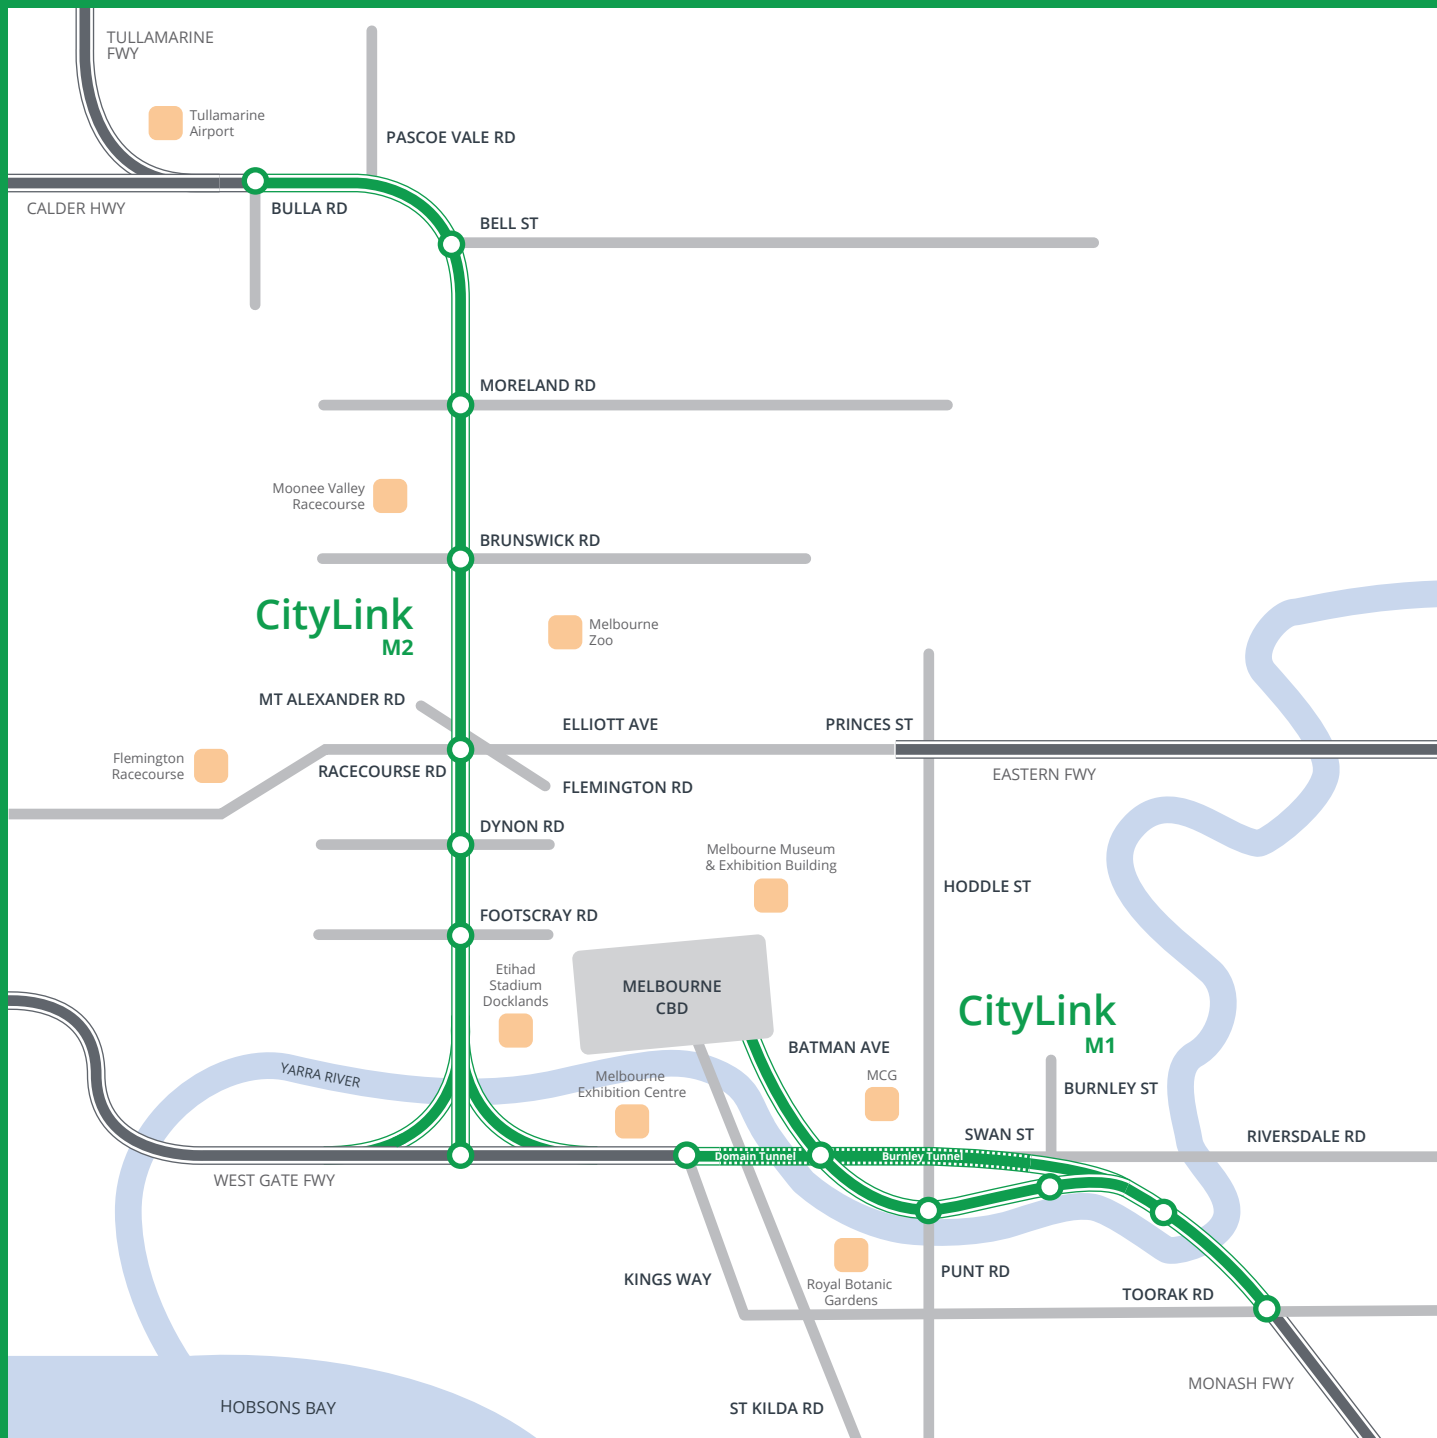 TULLAMARINE
FWY
Tullamarine
Airport
PASCOE VALE RD
CALDER HWY
BULLA RD
BELL ST
MORELAND RD
Moonee Valley
Racecourse
BRUNSWICK RD
CityLink
M2
Melbourne
Zoo
MT ALEXANDER RD
ELLIOTT AVE
PRINCES ST
Flemington
Racecourse
RACECOURSE RD
EASTERN FWY
FLEMINGTON RD
DYNON RD
Melbourne Museum
& Exhibition Building
HODDLE ST
FOOTSCRAY RD
Etihad
Stadium
Docklands
MELBOURNE
CBD
CityLink
M1
BATMAN AVE
YARRA RIVER
Melbourne
Exhibition Centre
MCG
BURNLEY ST
SWAN ST
RIVERSDALE RD
Domain Tunnel
Burnley Tunnel
WEST GATE FWY
KINGS WAY
Royal Botanic
Gardens
PUNT RD
TOORAK RD
MONASH FWY
HOBSONS BAY
ST KILDA RD